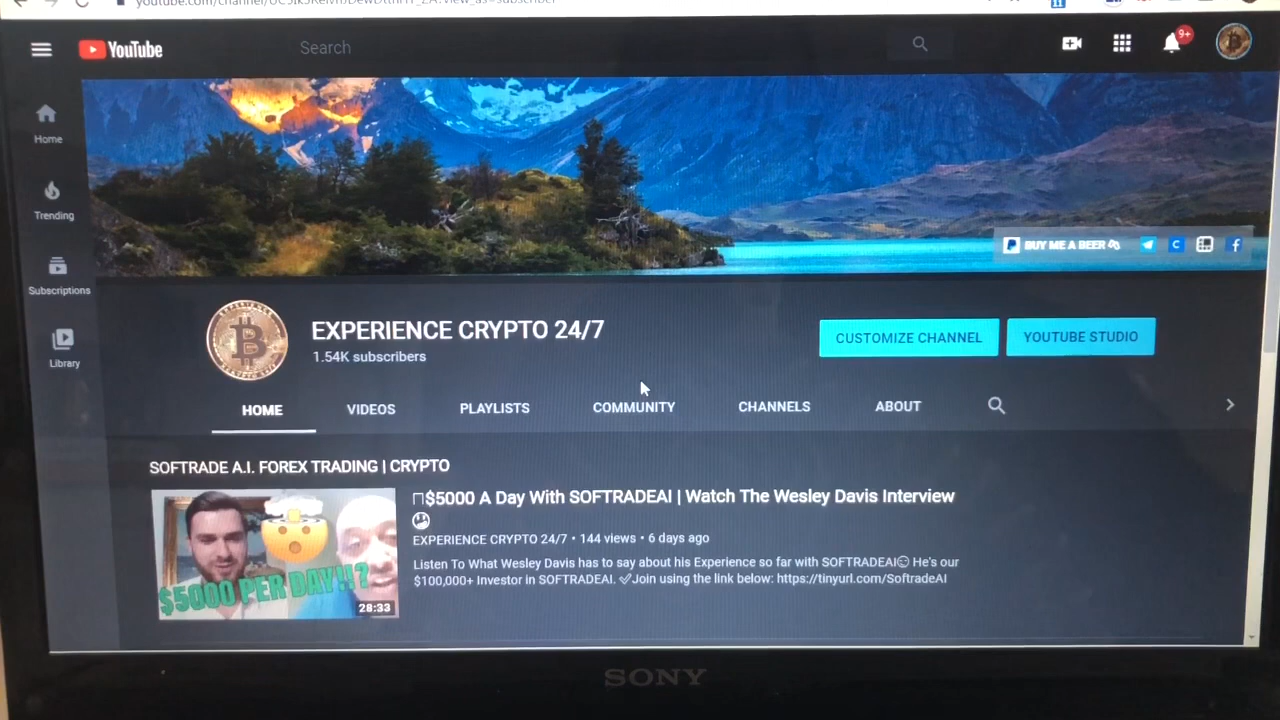 YouTube
Search
9+
11
Home
Trending
Subscriptions
Library
BUY ME A BEER
EXPERIENCE CRYPTO 24/7
1.54K subscribers
CUSTOMIZE CHANNEL
YOUTUBE STUDIO
HOME
VIDEOS
PLAYLISTS
COMMUNITY
CHANNELS
ABOUT
SOFTRADE A.I. FOREX TRADING | CRYPTO
$5000 PER DAY!!?
28:33
$5000 A Day With SOFTRADEAI | Watch The Wesley Davis Interview
EXPERIENCE CRYPTO 24/7 • 144 views • 6 days ago
Listen To What Wesley Davis has to say about his Experience so far with SOFTRADEAI He's our
$100,000+ Investor in SOFTRADEAI. ✅Join using the link below: https://tinyurl.com/SoftradeAI
SONY